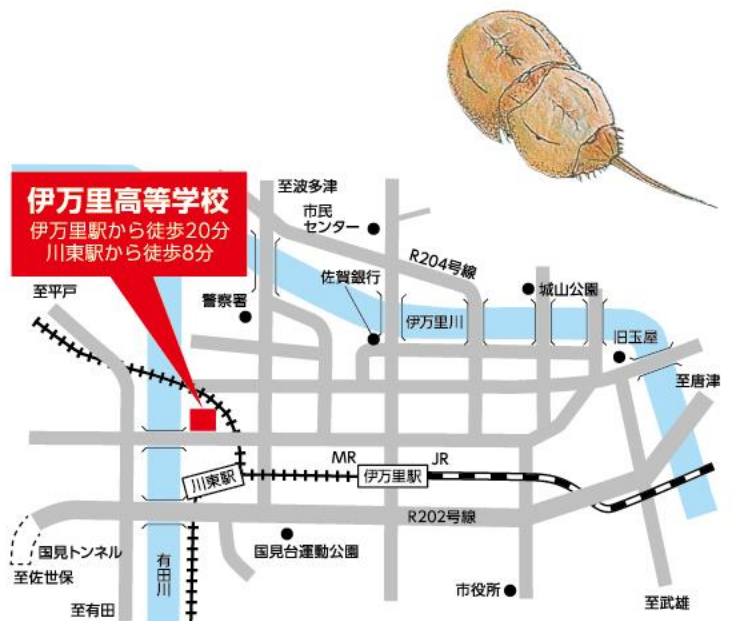 伊万里高等学校
伊万里駅から徒歩20分
川東駅から徒歩8分
至波多津
市民
センター
R204号線
佐賀銀行
城山公園
至平戸
警察署
伊万里川
旧玉屋
至唐津
MR
JR
川東駅
伊万里駅
R202号線
国見トンネル
国見台運動公園
至佐世保
有田川
市役所
至有田
至武雄